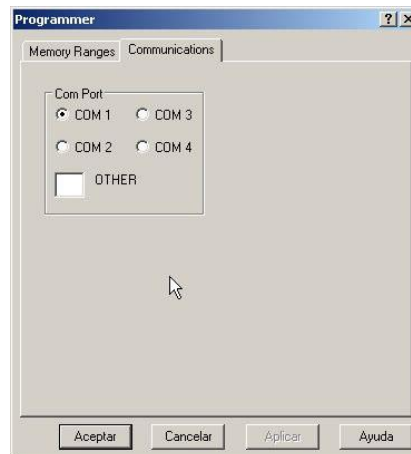 Programmer
Memory Ranges Communications
Com Port
COM 1 COM 3
COM 2 COM 4
OTHER
Aceptar Cancelar Aplicar Ayuda